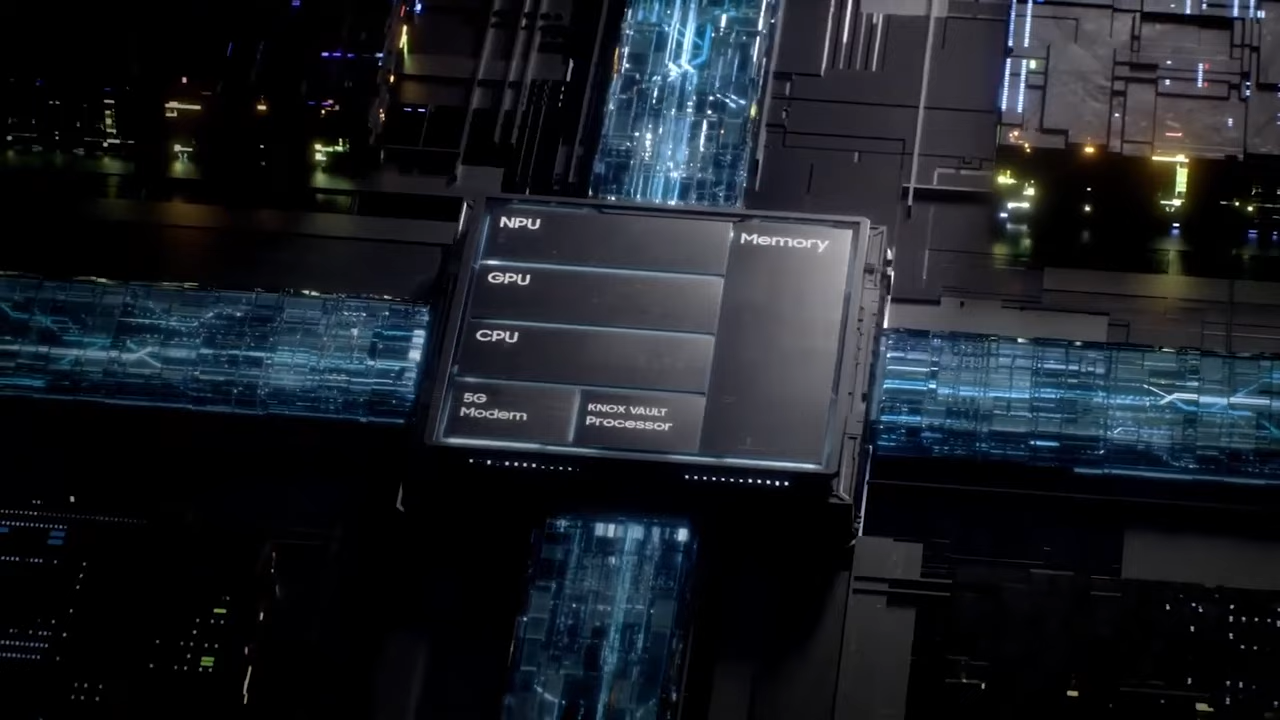 NPU
Memory
GPU
CPU
5G
Modem
KNOX VAULT
Processor